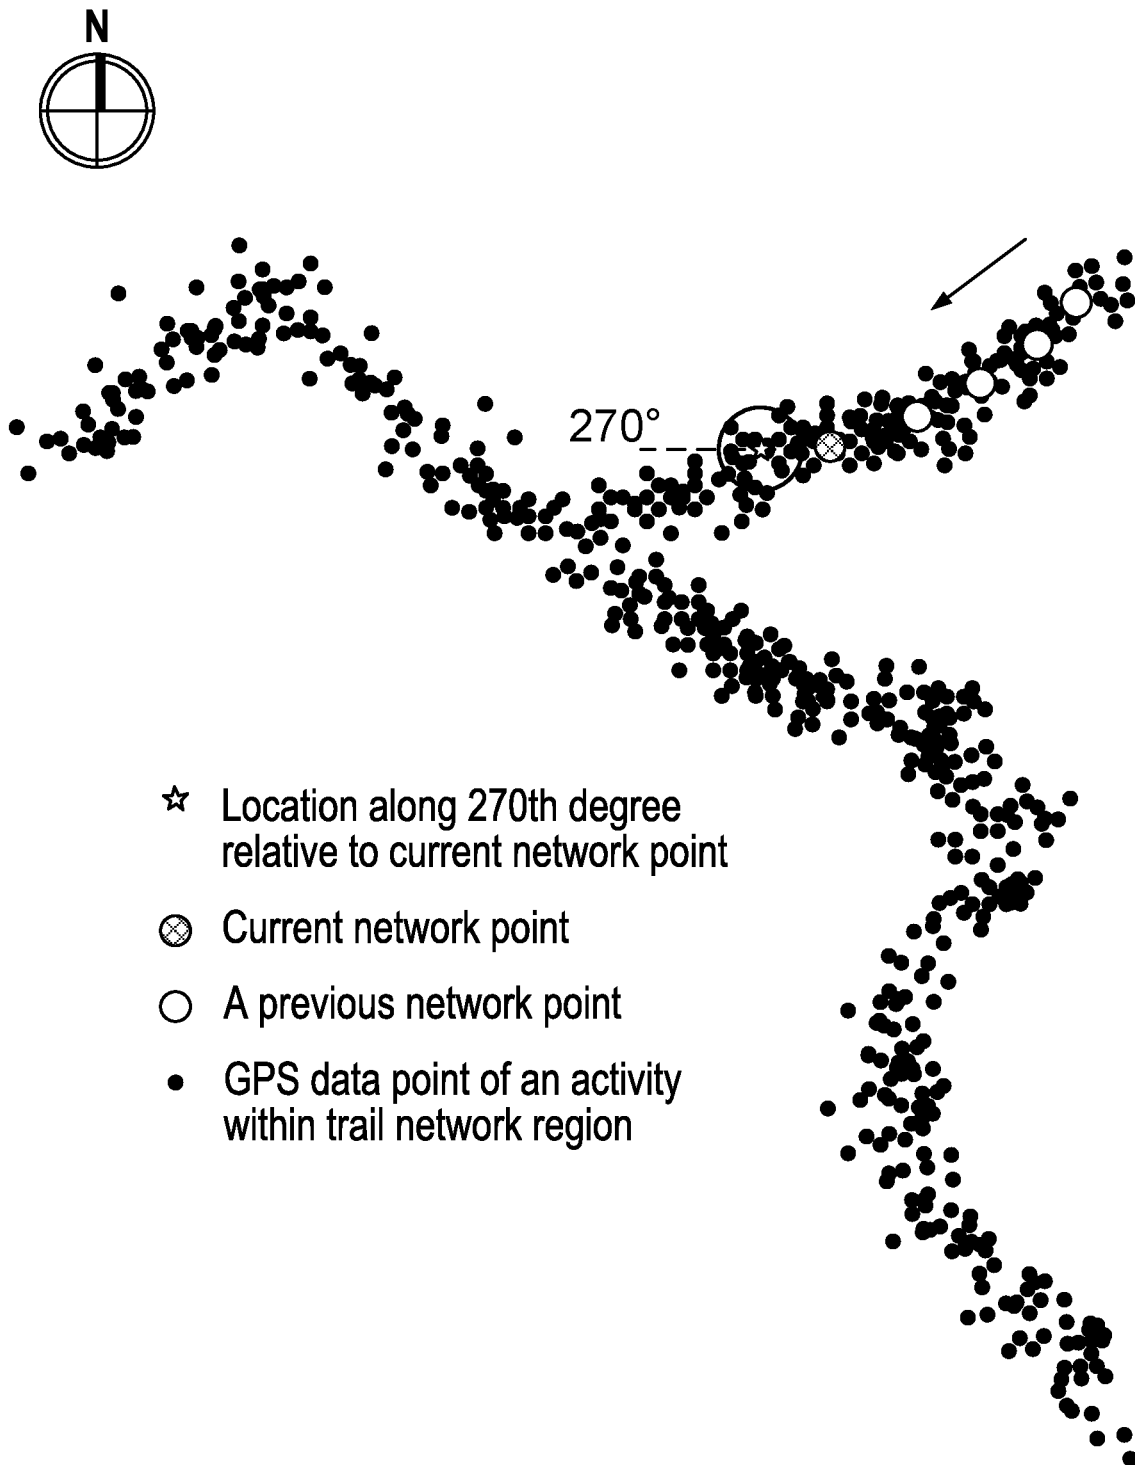 N
270°
Location along 270th degree
relative to current network point
Current network point
A previous network point
GPS data point of an activity
within trail network region